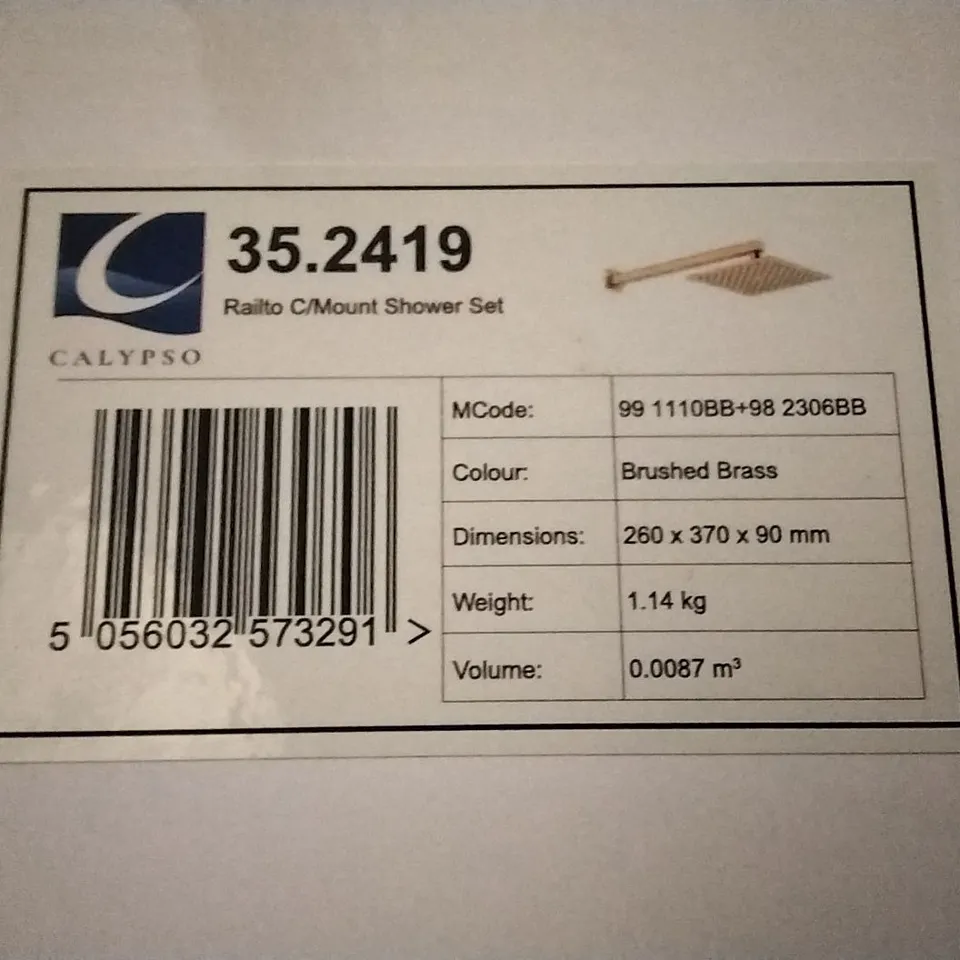 35.2419
Railto C/Mount Shower Set
CALYPSO
MCode: 99 1110BB+98 2306BB
Colour: Brushed Brass
Dimensions: 260 x 370 x 90 mm
Weight: 1.14 kg
Volume: 0.0087 m³
5 056032 573291 >